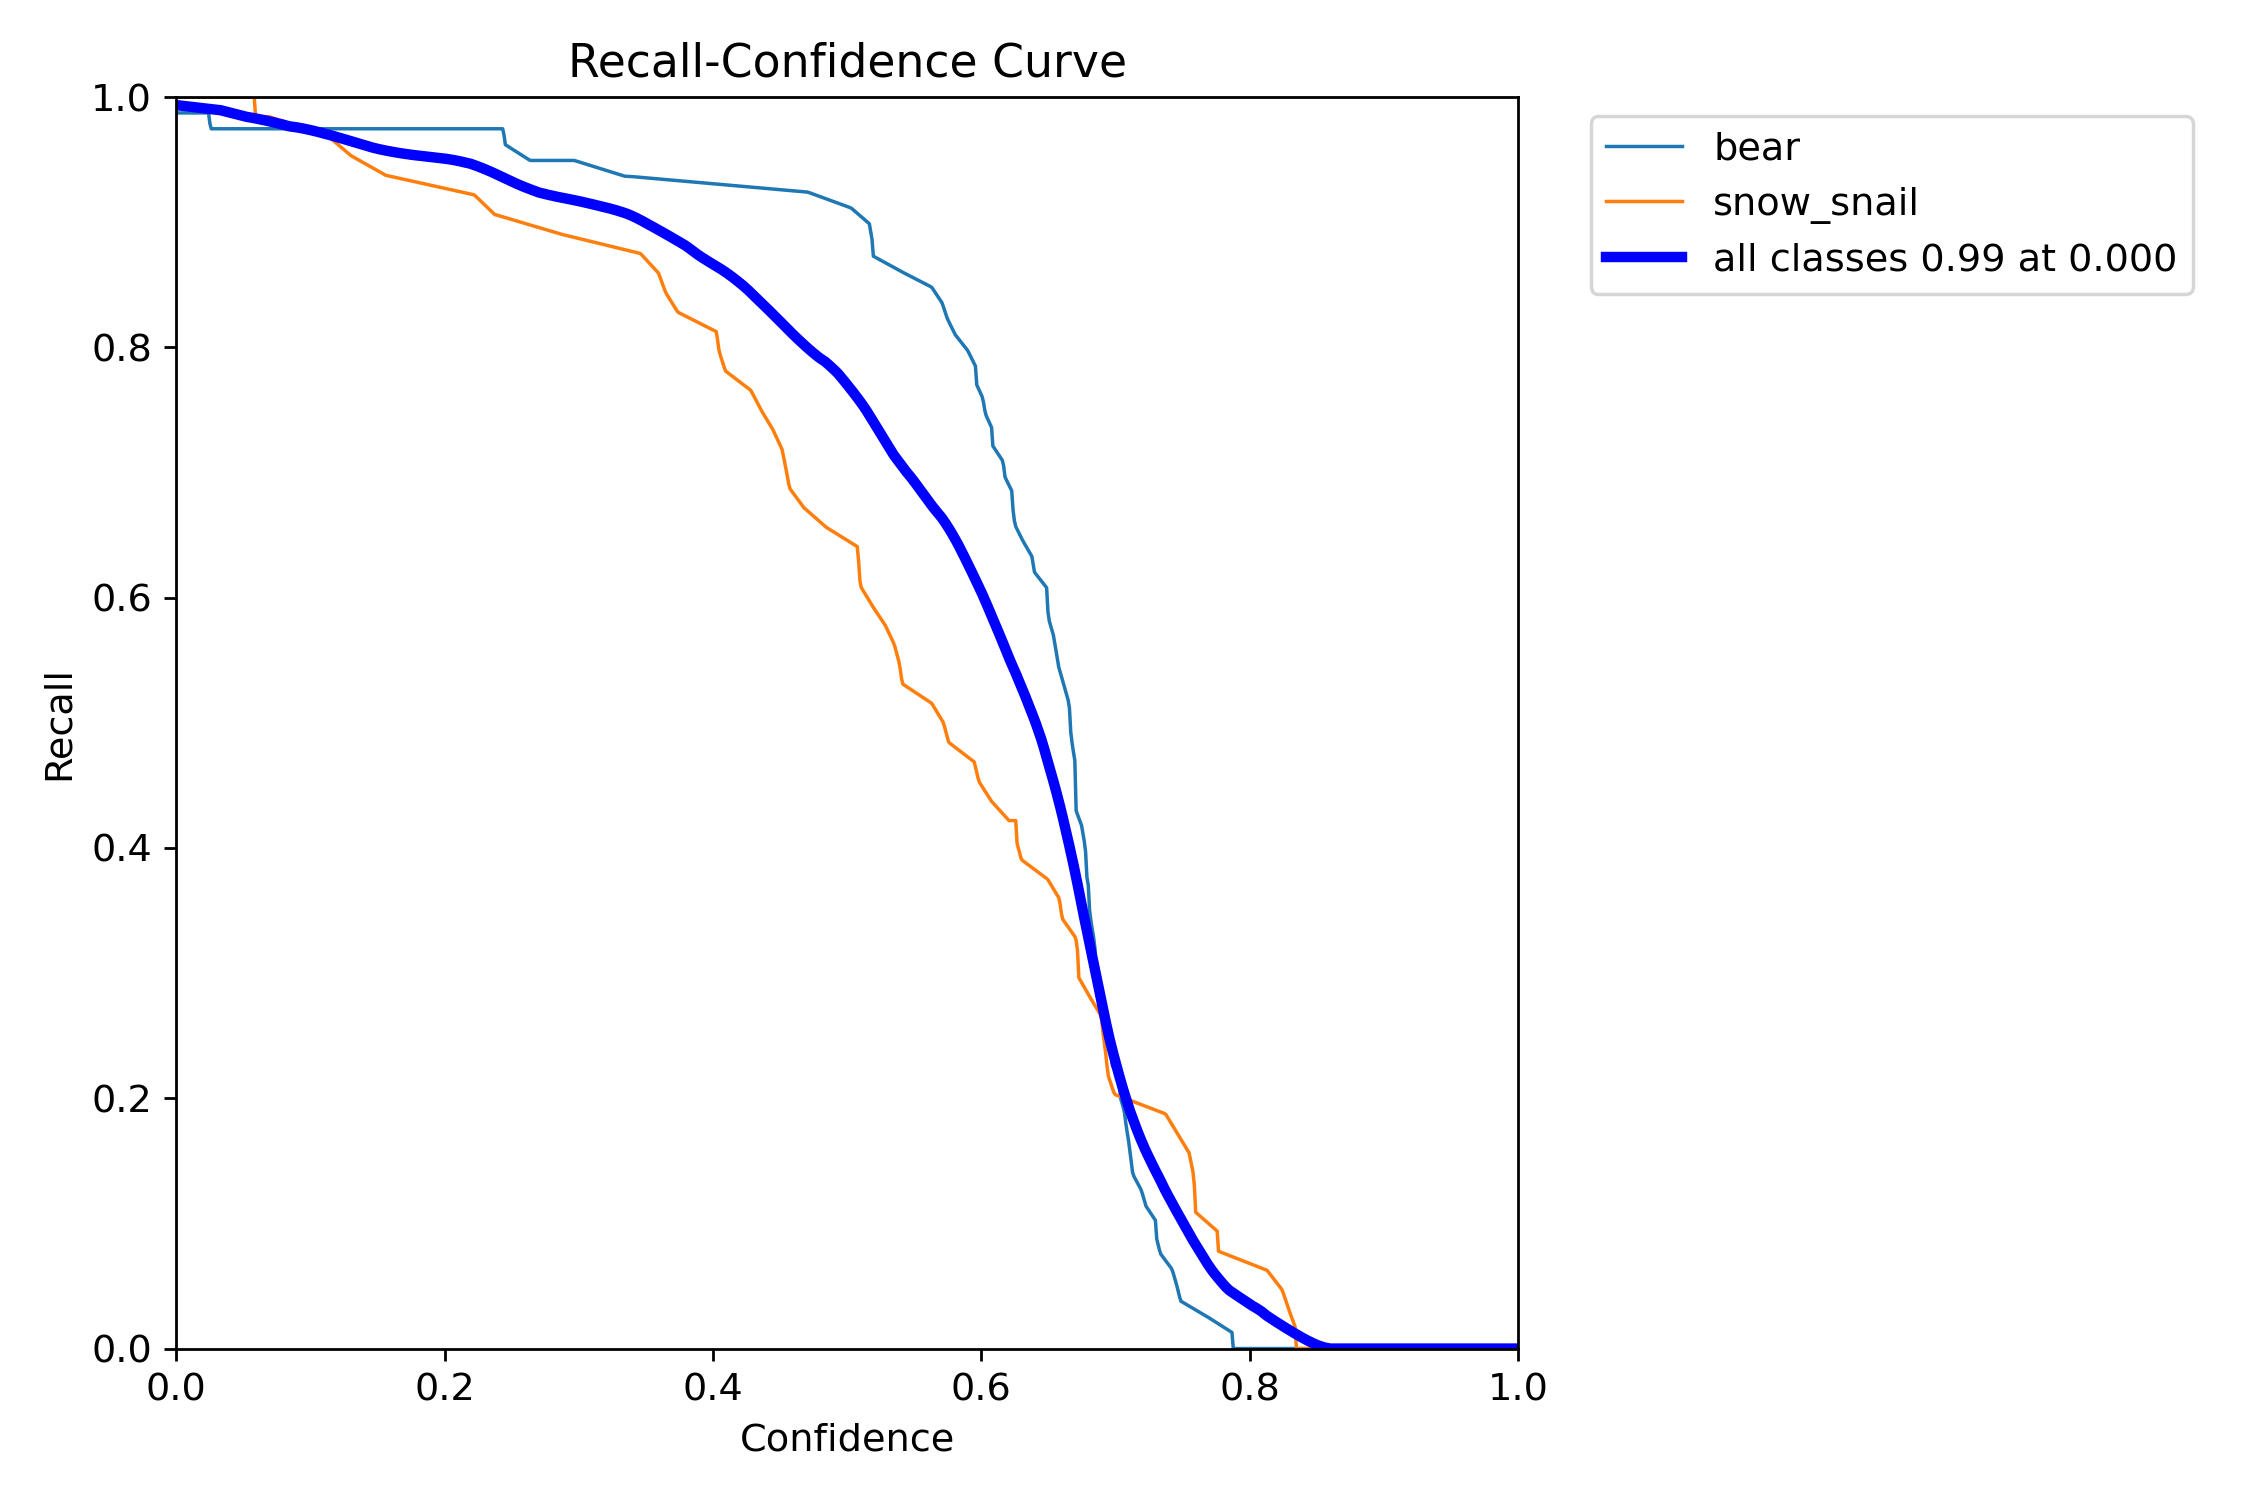 Recall-Confidence Curve
1.0
0.8
0.6
0.4
0.2
0.0
Recall
0.0 0.2 0.4 0.6 0.8 1.0
Confidence
bear
snow_snail
all classes 0.99 at 0.000